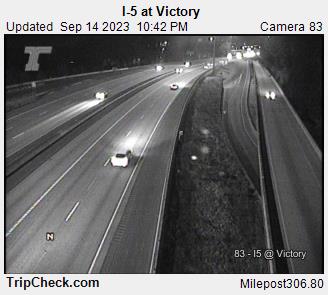 I-5 at Victory
Updated Sep 14 2023 10:42 PM Camera 83
T
N
83 - I5 @ Victory
TripCheck.com Milepost306.80